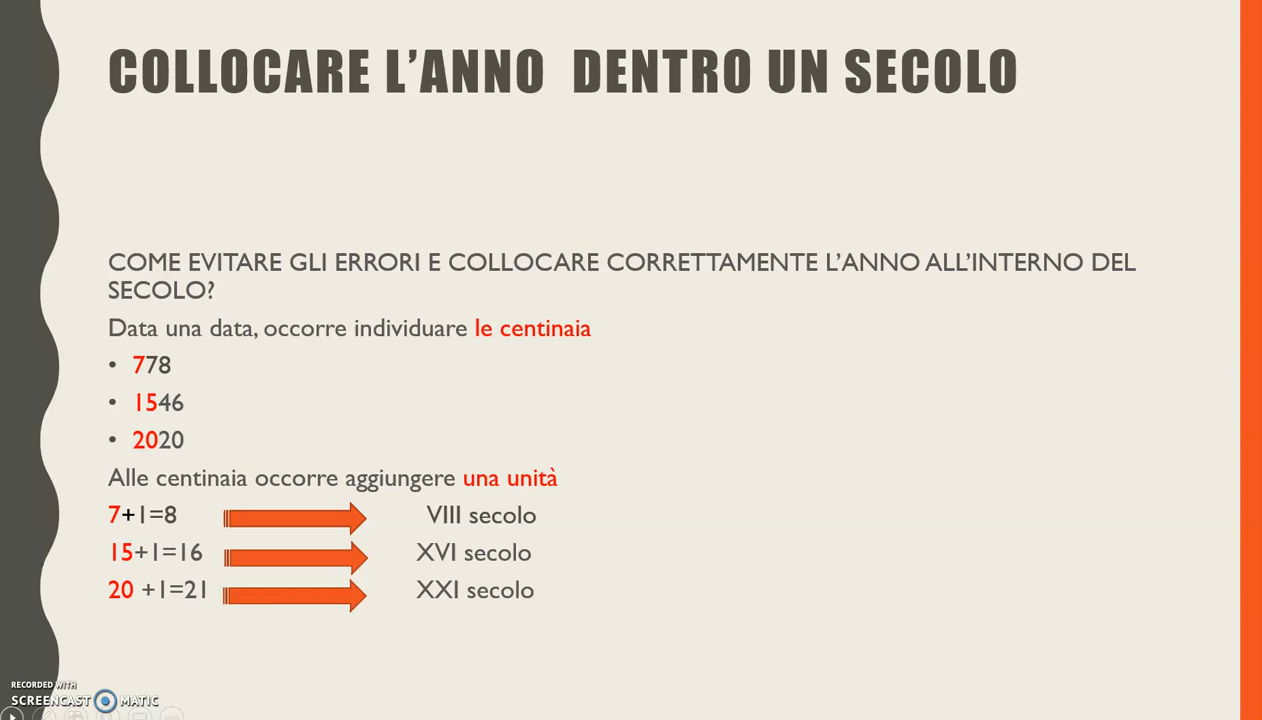 COLLOCARE L’ANNO DENTRO UN SECOLO
COME EVITARE GLI ERRORI E COLLOCARE CORRETTAMENTE L’ANNO ALL’INTERNO DEL
SECOLO?
Data una data, occorre individuare le centinaia
• 778
• 1546
• 2020
Alle centinaia occorre aggiungere una unità
7+1=8 VIII secolo
15+1=16 XVI secolo
20 +1=21 XXI secolo
RECORDED WITH
SCREENCAST MATIC